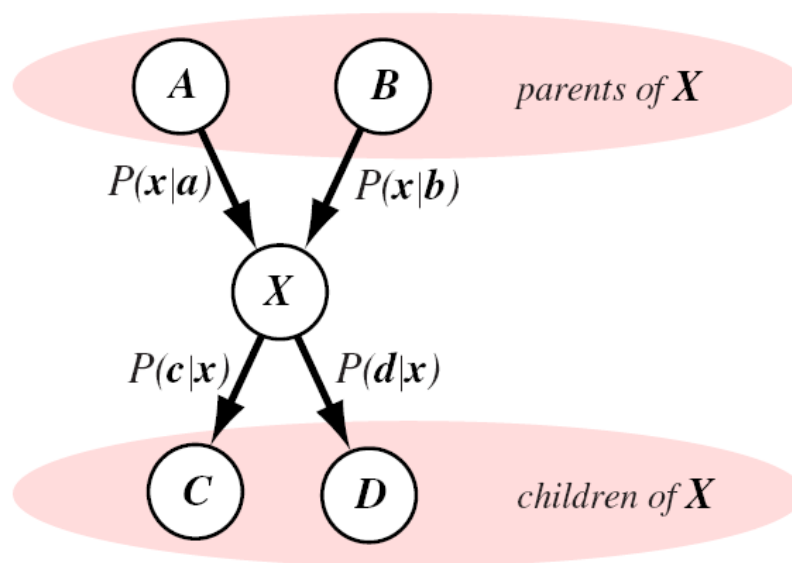 A B parents of X
P(x|a) P(x|b)
X
P(c|x) P(d|x)
C D children of X